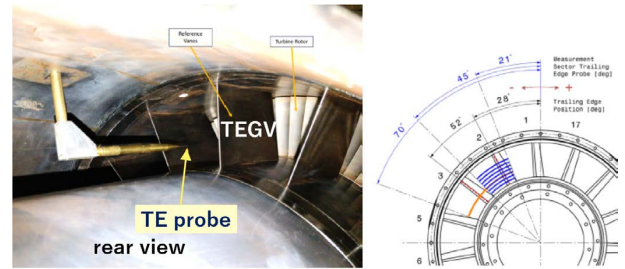 Reference
Vanes
Turbine Rotor
TEGV
TE probe
rear view
21°
45°
70°
Measurement
Sector Trailing
Edge Probe [deg]
- +
28°
52°
Trailing Edge
Position [deg]
1
17
2
3
5
6